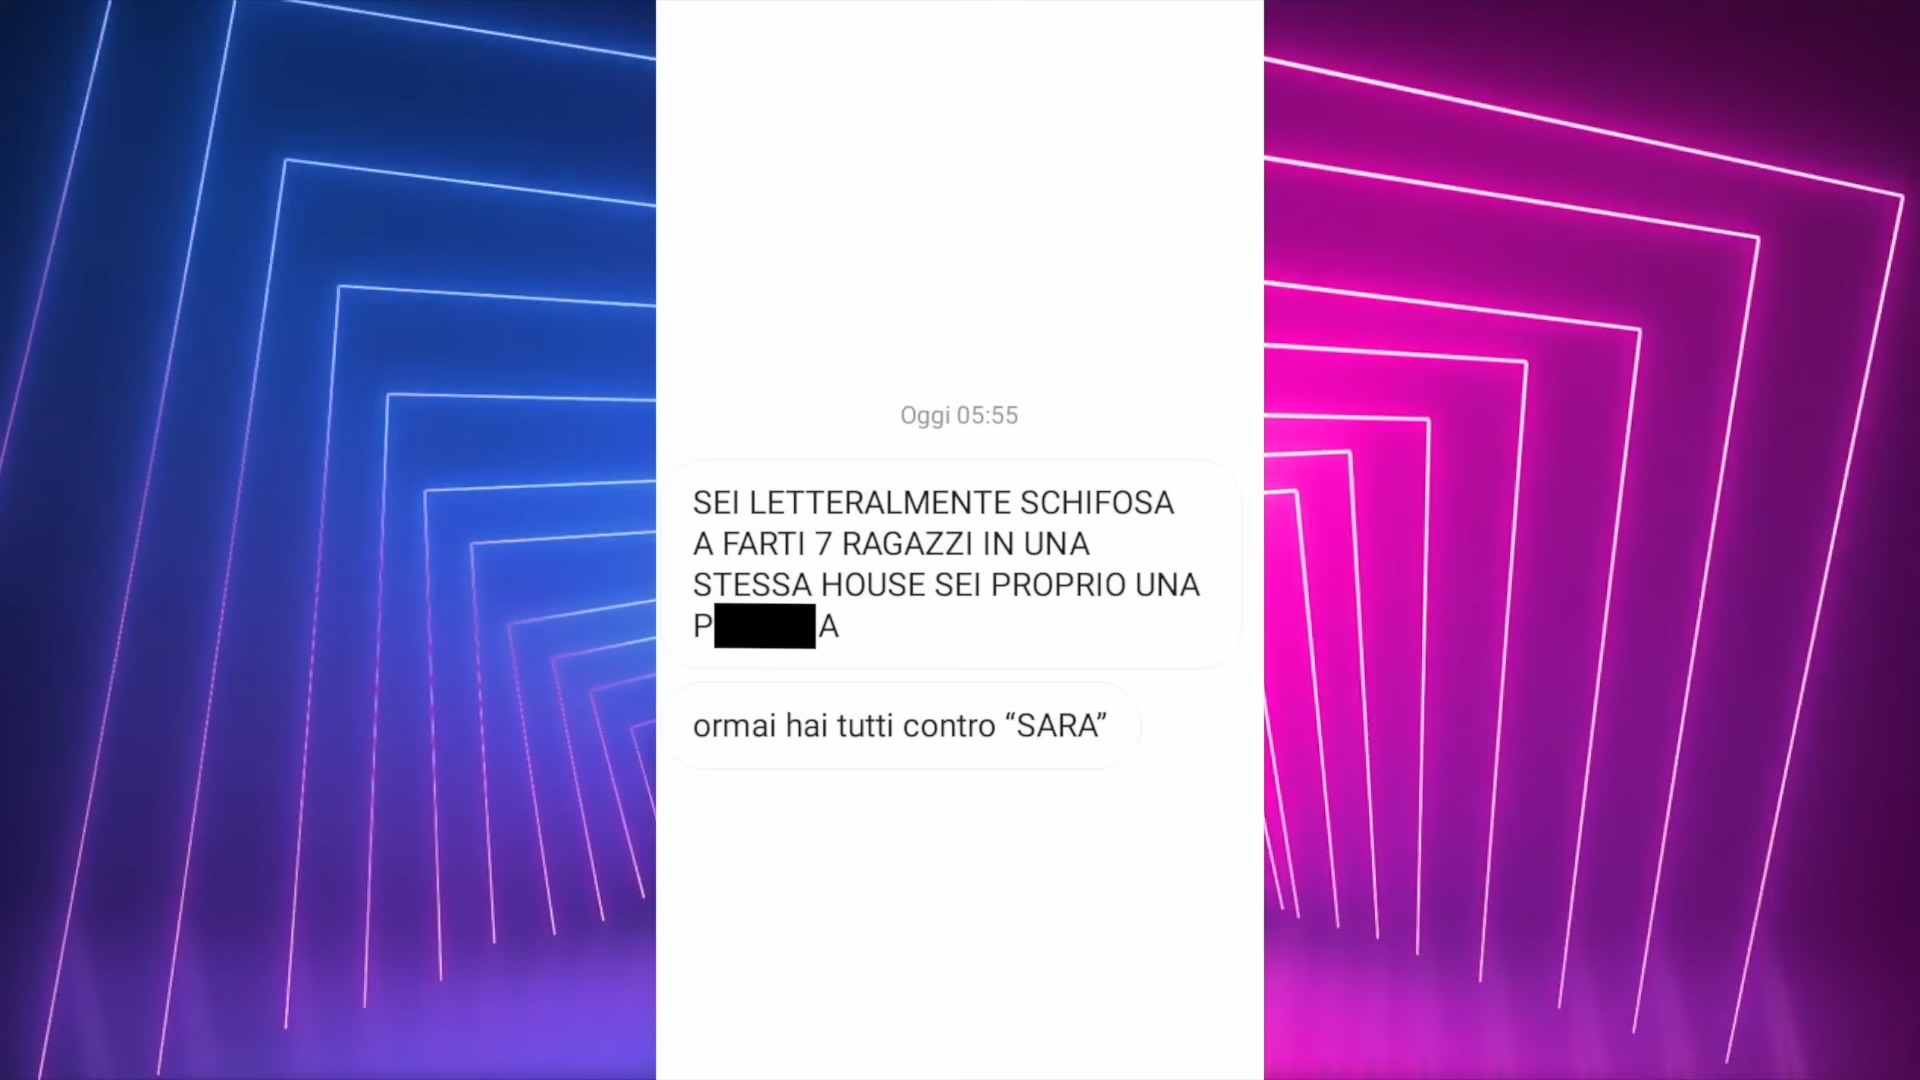 Oggi 05:55
SEI LETTERALMENTE SCHIFOSA
A FARTI 7 RAGAZZI IN UNA
STESSA HOUSE SEI PROPRIO UNA
P A
ormai hai tutti contro “SARA”